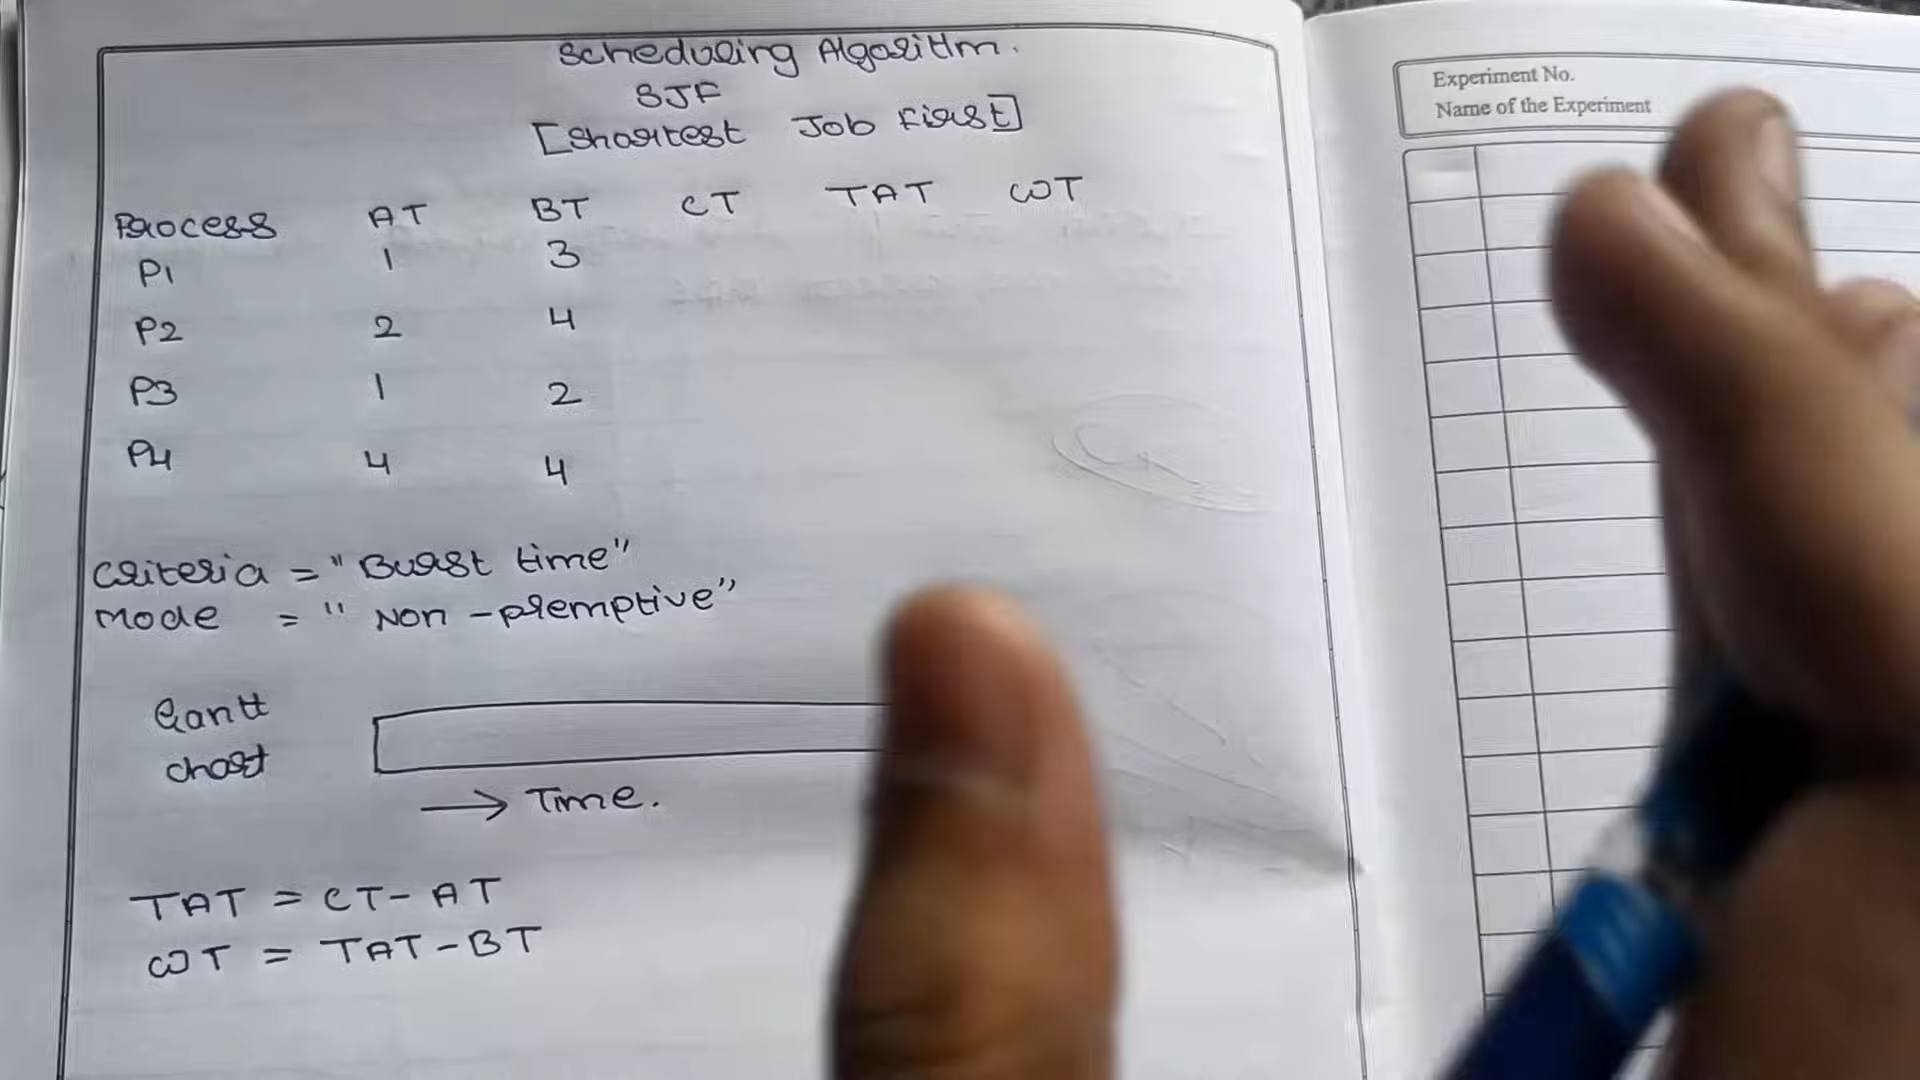 Scheduling Algorithm.
SJF
[Shortest Job First]
Process AT BT CT TAT WT
P1 1 3
P2 2 4
P3 1 2
P4 4 4
Criteria = "Burst time"
Mode = "Non-premptive"
Gantt
chart
→ Time.
TAT = CT - AT
WT = TAT - BT
Experiment No.
Name of the Experiment